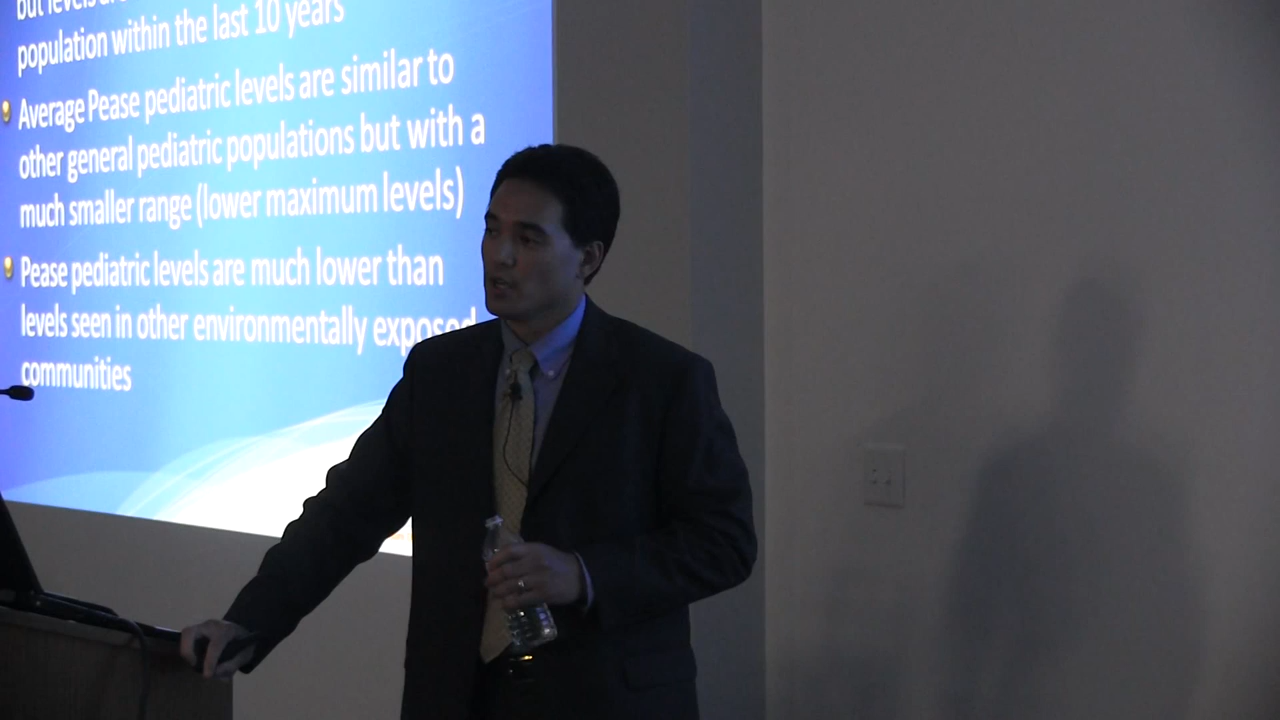 but levels
population within the last 10 years
Average Pease pediatric levels are similar to
other general pediatric populations but with a
much smaller range (lower maximum levels)
Pease pediatric levels are much lower than
levels seen in other environmentally exposed
communities